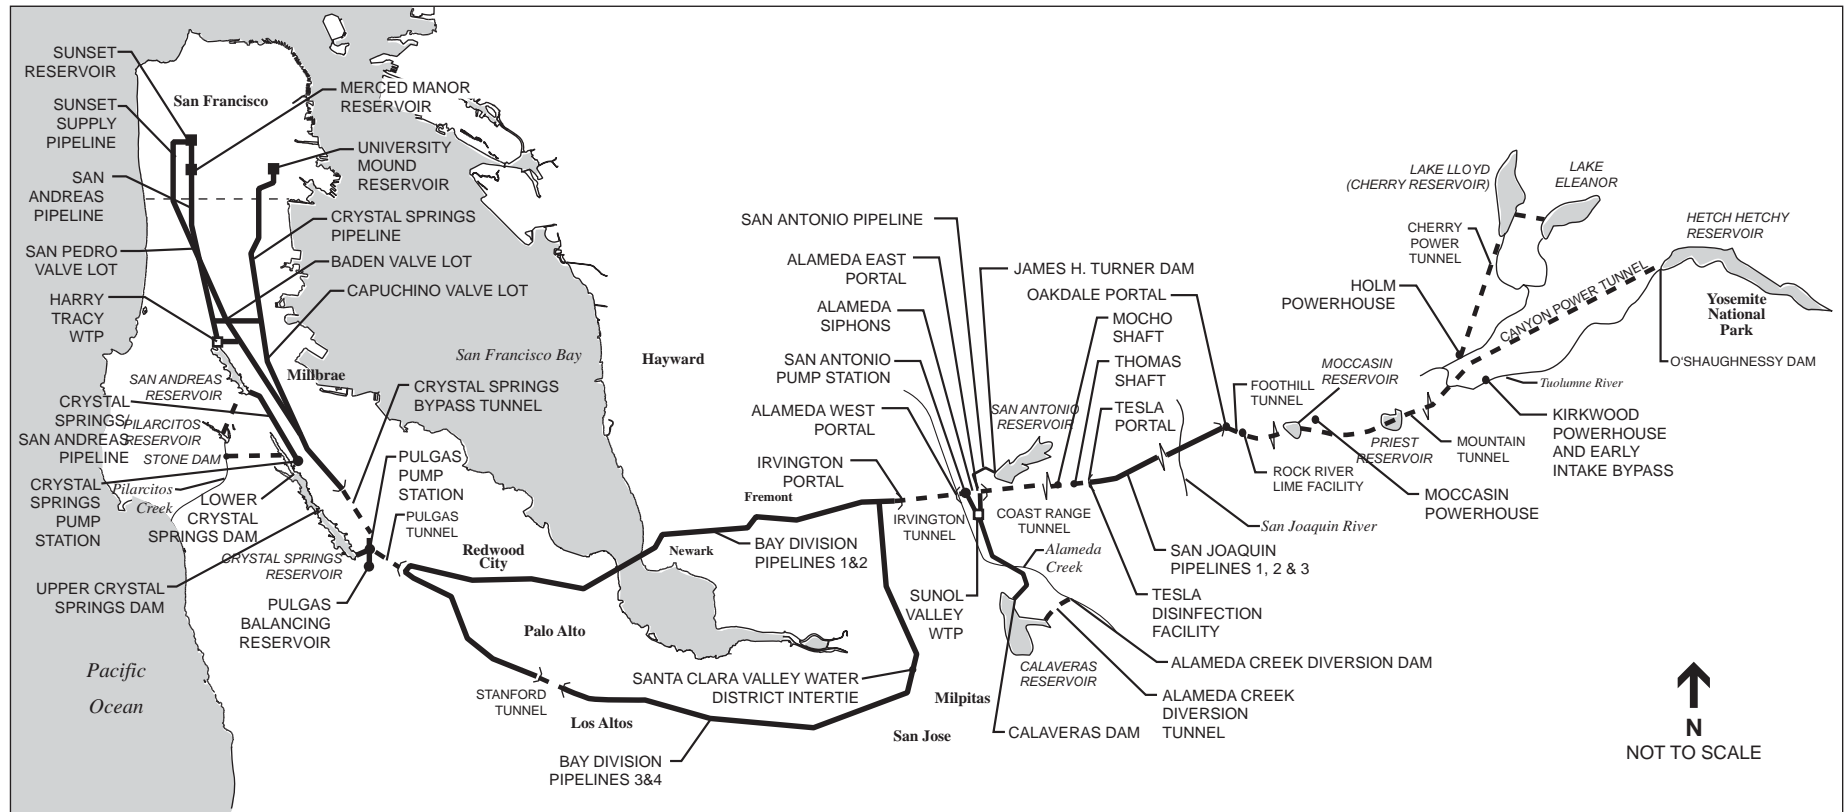 SUNSET
RESERVOIR
San Francisco
MERCED MANOR
RESERVOIR
SUNSET
SUPPLY
PIPELINE
UNIVERSITY
MOUND
RESERVOIR
SAN
ANDREAS
PIPELINE
CRYSTAL SPRINGS
PIPELINE
SAN PEDRO
VALVE LOT
BADEN VALVE LOT
HARRY
TRACY
WTP
CAPUCHINO VALVE LOT
San Francisco Bay
Millbrae
SAN ANDREAS
RESERVOIR
CRYSTAL SPRINGS
BYPASS TUNNEL
CRYSTAL
SPRINGS/
SAN ANDREAS
PIPELINE
PILARCITOS
RESERVOIR
STONE DAM
CRYSTAL
SPRINGS
PUMP
STATION
Pilarcitos
Creek
LOWER
CRYSTAL
SPRINGS DAM
PULGAS
PUMP
STATION
PULGAS
TUNNEL
CRYSTAL SPRINGS
RESERVOIR
UPPER CRYSTAL
SPRINGS DAM
PULGAS
BALANCING
RESERVOIR
Redwood
City
Palo Alto
Pacific
Ocean
STANFORD
TUNNEL
Los Altos
BAY DIVISION
PIPELINES 3&4
Hayward
Fremont
Newark
BAY DIVISION
PIPELINES 1&2
SANTA CLARA VALLEY WATER
DISTRICT INTERTIE
Milpitas
San Jose
SAN ANTONIO PIPELINE
ALAMEDA EAST
PORTAL
ALAMEDA
SIPHONS
SAN ANTONIO
PUMP STATION
ALAMEDA WEST
PORTAL
IRVINGTON
PORTAL
IRVINGTON
TUNNEL
SUNOL
VALLEY
WTP
JAMES H. TURNER DAM
OAKDALE PORTAL
MOCHO
SHAFT
THOMAS
SHAFT
TESLA
PORTAL
SAN ANTONIO
RESERVOIR
COAST RANGE
TUNNEL
Alameda
Creek
San Joaquin River
SAN JOAQUIN
PIPELINES 1, 2 & 3
TESLA
DISINFECTION
FACILITY
CALAVERAS
RESERVOIR
ALAMEDA CREEK DIVERSION DAM
ALAMEDA CREEK
DIVERSION
TUNNEL
CALAVERAS DAM
LAKE LLOYD
(CHERRY RESERVOIR)
LAKE
ELEANOR
CHERRY
POWER
TUNNEL
HETCH HETCHY
RESERVOIR
HOLM
POWERHOUSE
CANYON POWER TUNNEL
Yosemite
National
Park
O'SHAUGHNESSY DAM
MOCCASIN
RESERVOIR
FOOTHILL
TUNNEL
Tuolumne River
KIRKWOOD
POWERHOUSE
AND EARLY
INTAKE BYPASS
PRIEST
RESERVOIR
MOUNTAIN
TUNNEL
ROCK RIVER
LIME FACILITY
MOCCASIN
POWERHOUSE
N
NOT TO SCALE